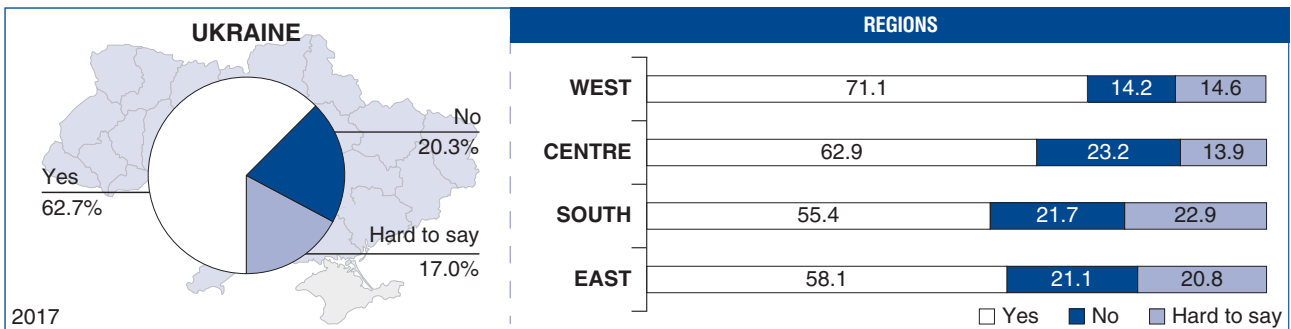 UKRAINE
No
20.3%
Yes
62.7%
Hard to say
17.0%
2017
REGIONS
WEST 71.1 14.2 14.6
CENTRE 62.9 23.2 13.9
SOUTH 55.4 21.7 22.9
EAST 58.1 21.1 20.8
Yes No Hard to say